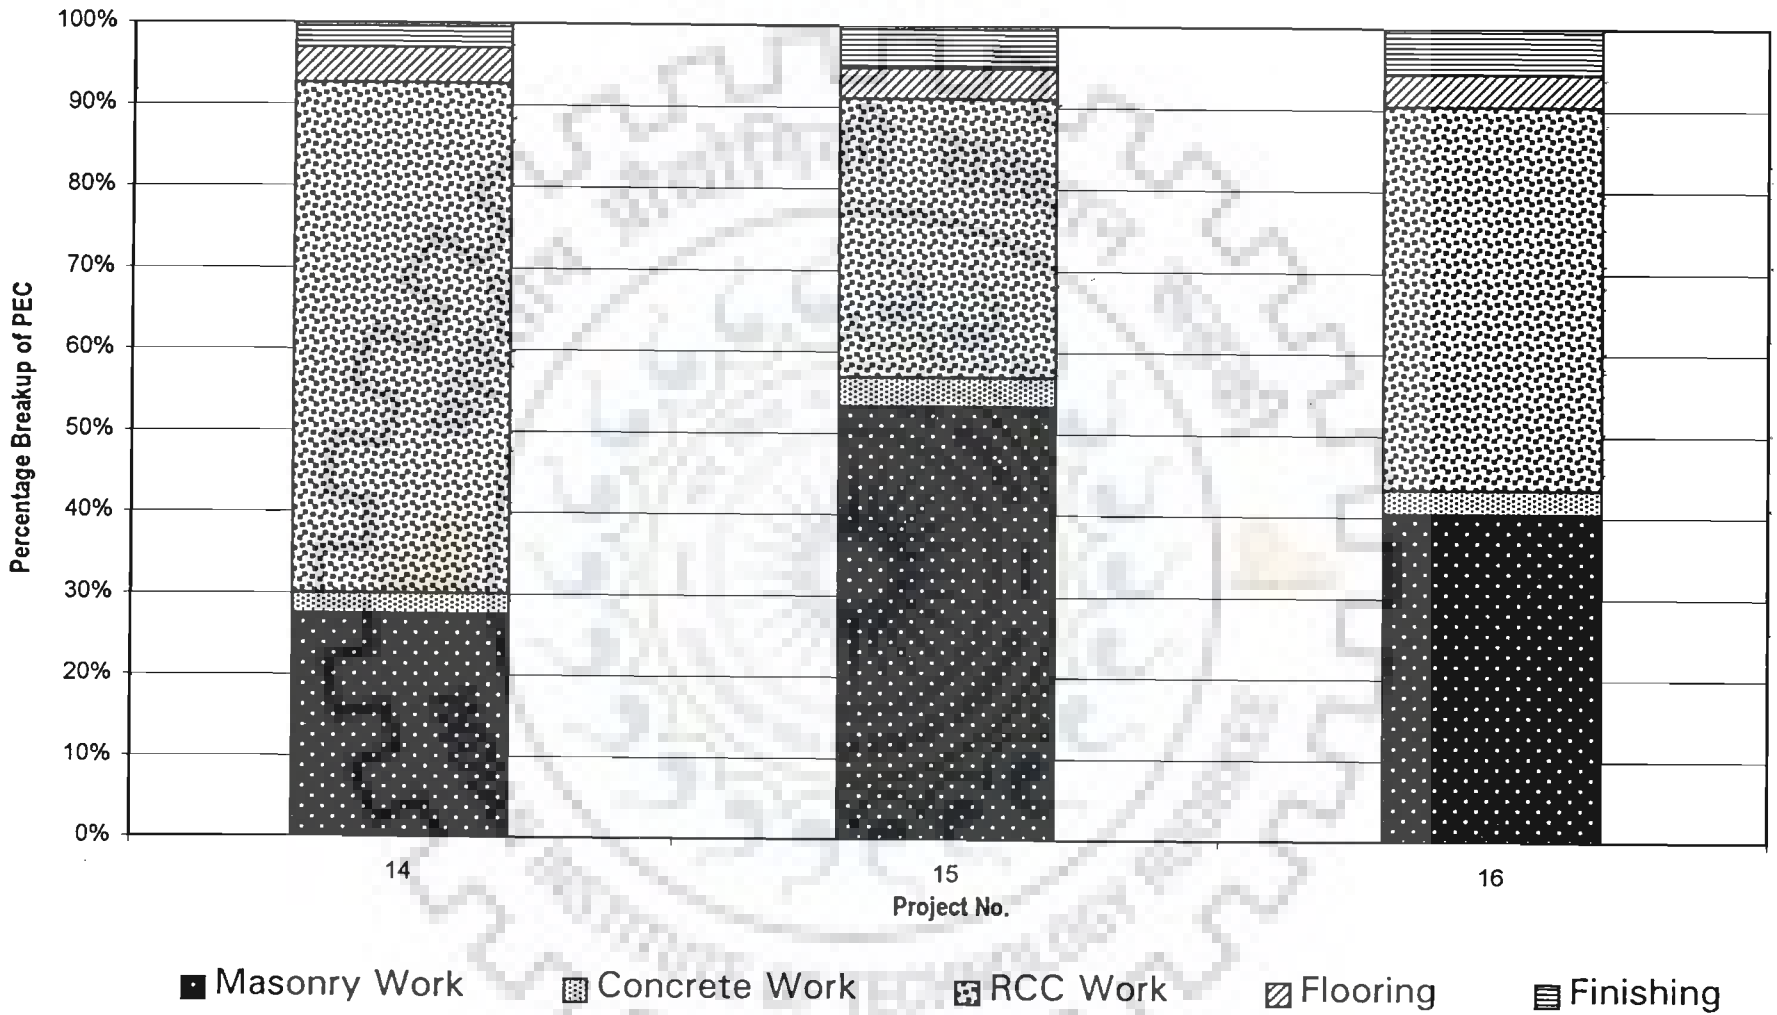 100%
90%
80%
70%
60%
50%
40%
30%
20%
10%
0%
Percentage Breakup of PEC
14
15
16
Project No.
Masonry Work
Concrete Work
RCC Work
Flooring
Finishing